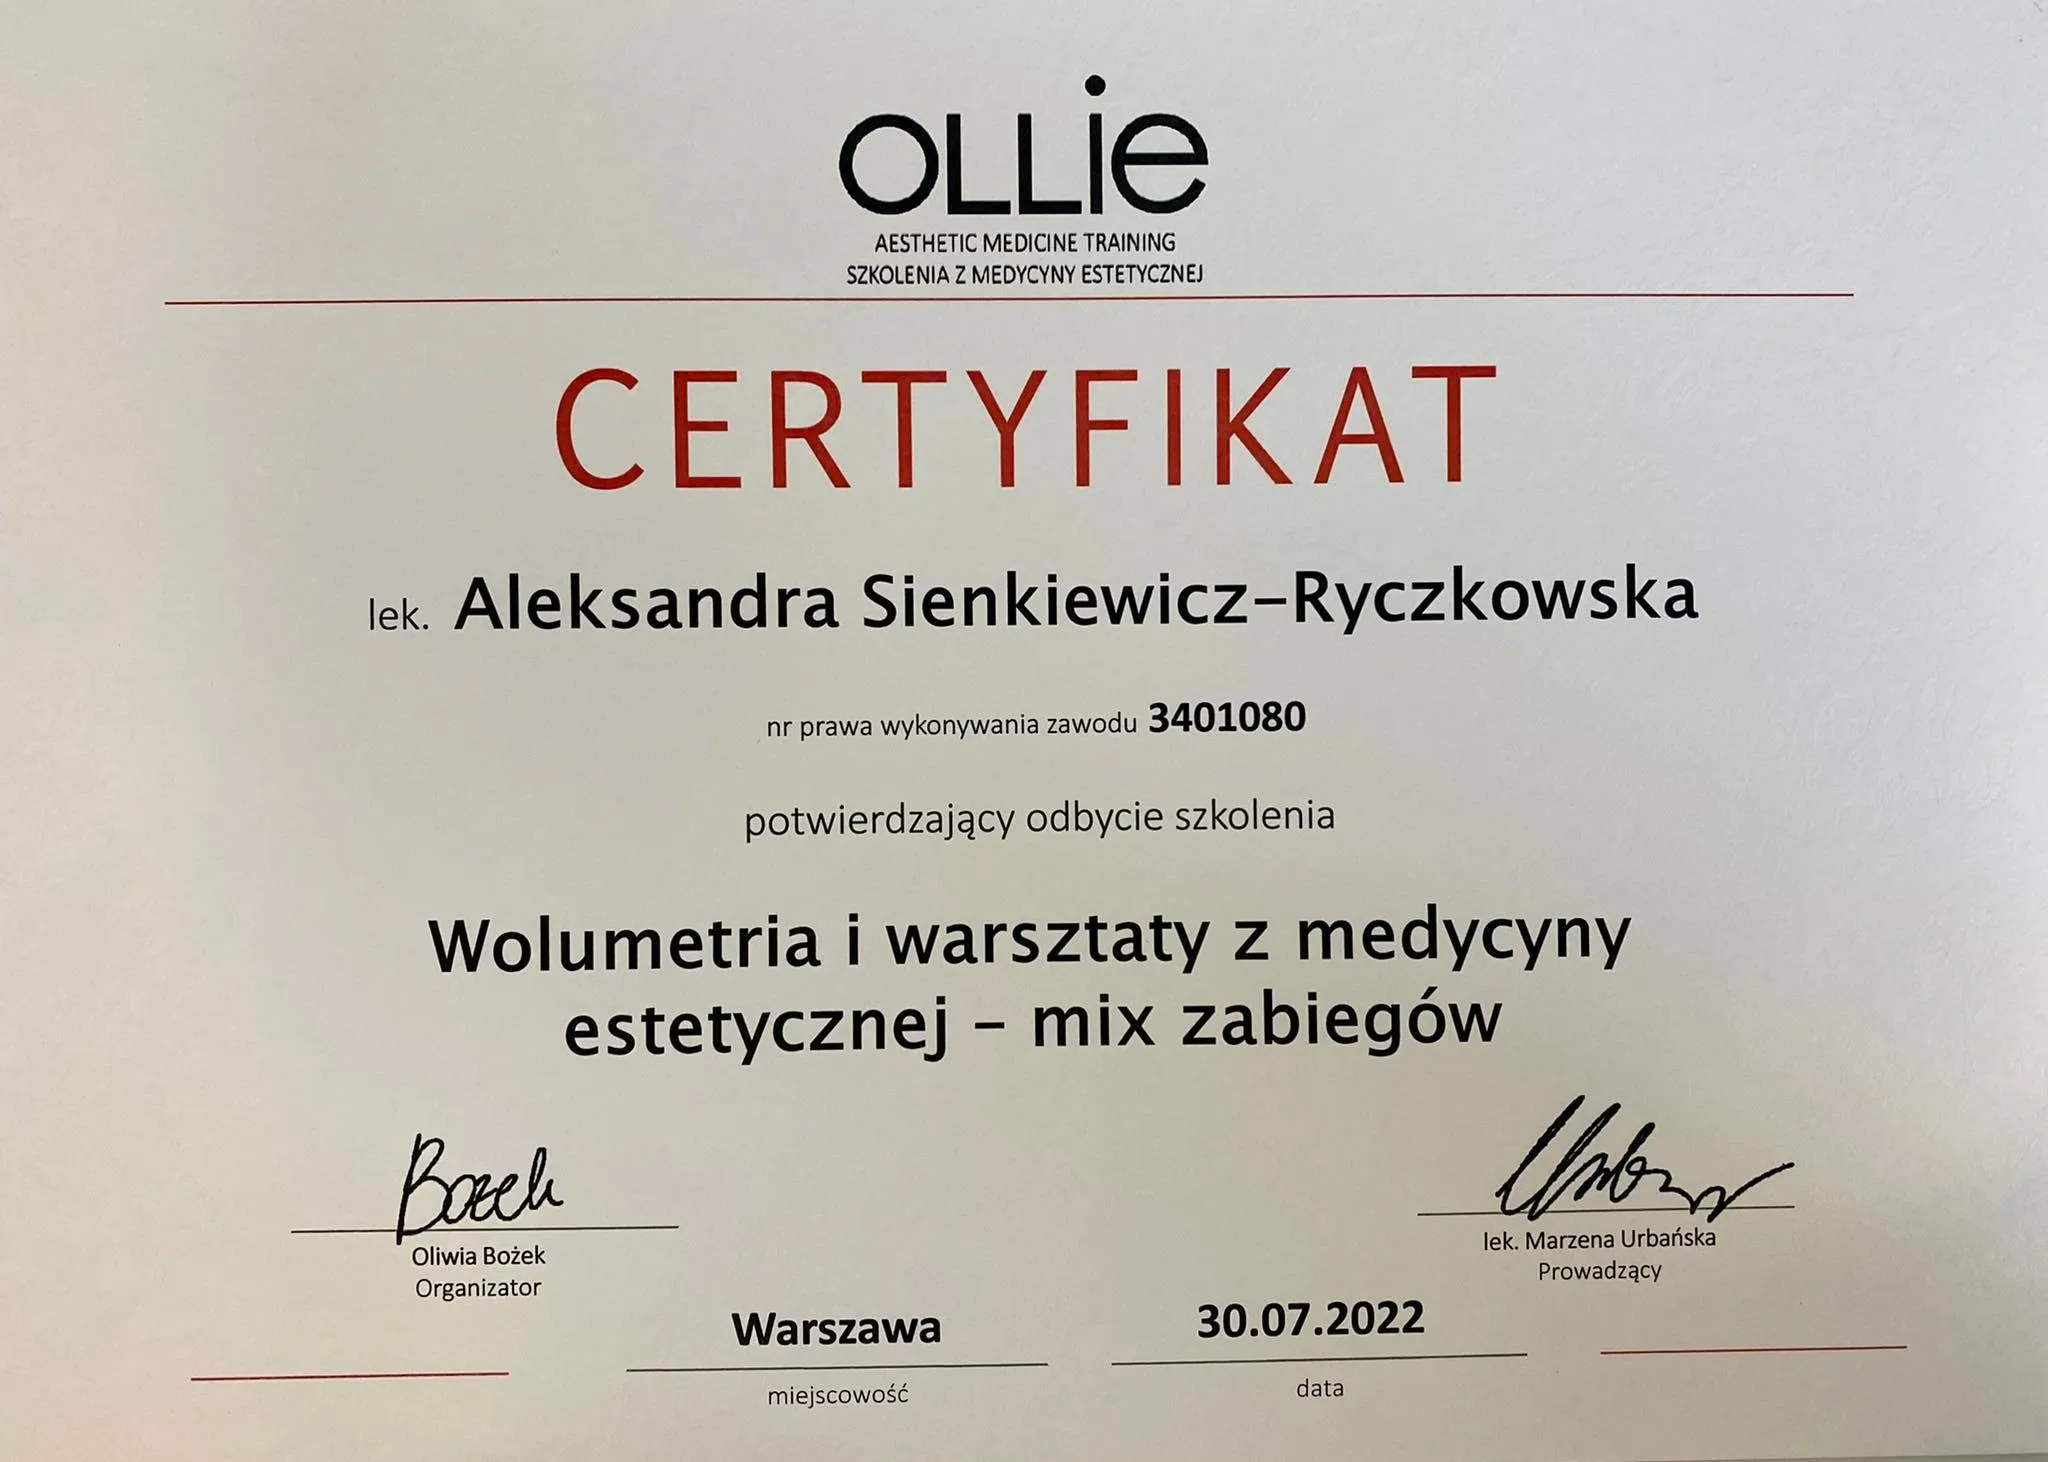 OLLie
AESTHETIC MEDICINE TRAINING
SZKOLENIA Z MEDYCYNY ESTETYCZNEJ
CERTYFIKAT
lek. Aleksandra Sienkiewicz-Ryczkowska
nr prawa wykonywania zawodu 3401080
potwierdzający odbycie szkolenia
Wolumetria i warsztaty z medycyny
estetycznej - mix zabiegów
Bożek
Oliwia Bożek
Organizator
lek. Marzena Urbańska
Prowadzący
Warszawa
miejscowość
30.07.2022
data